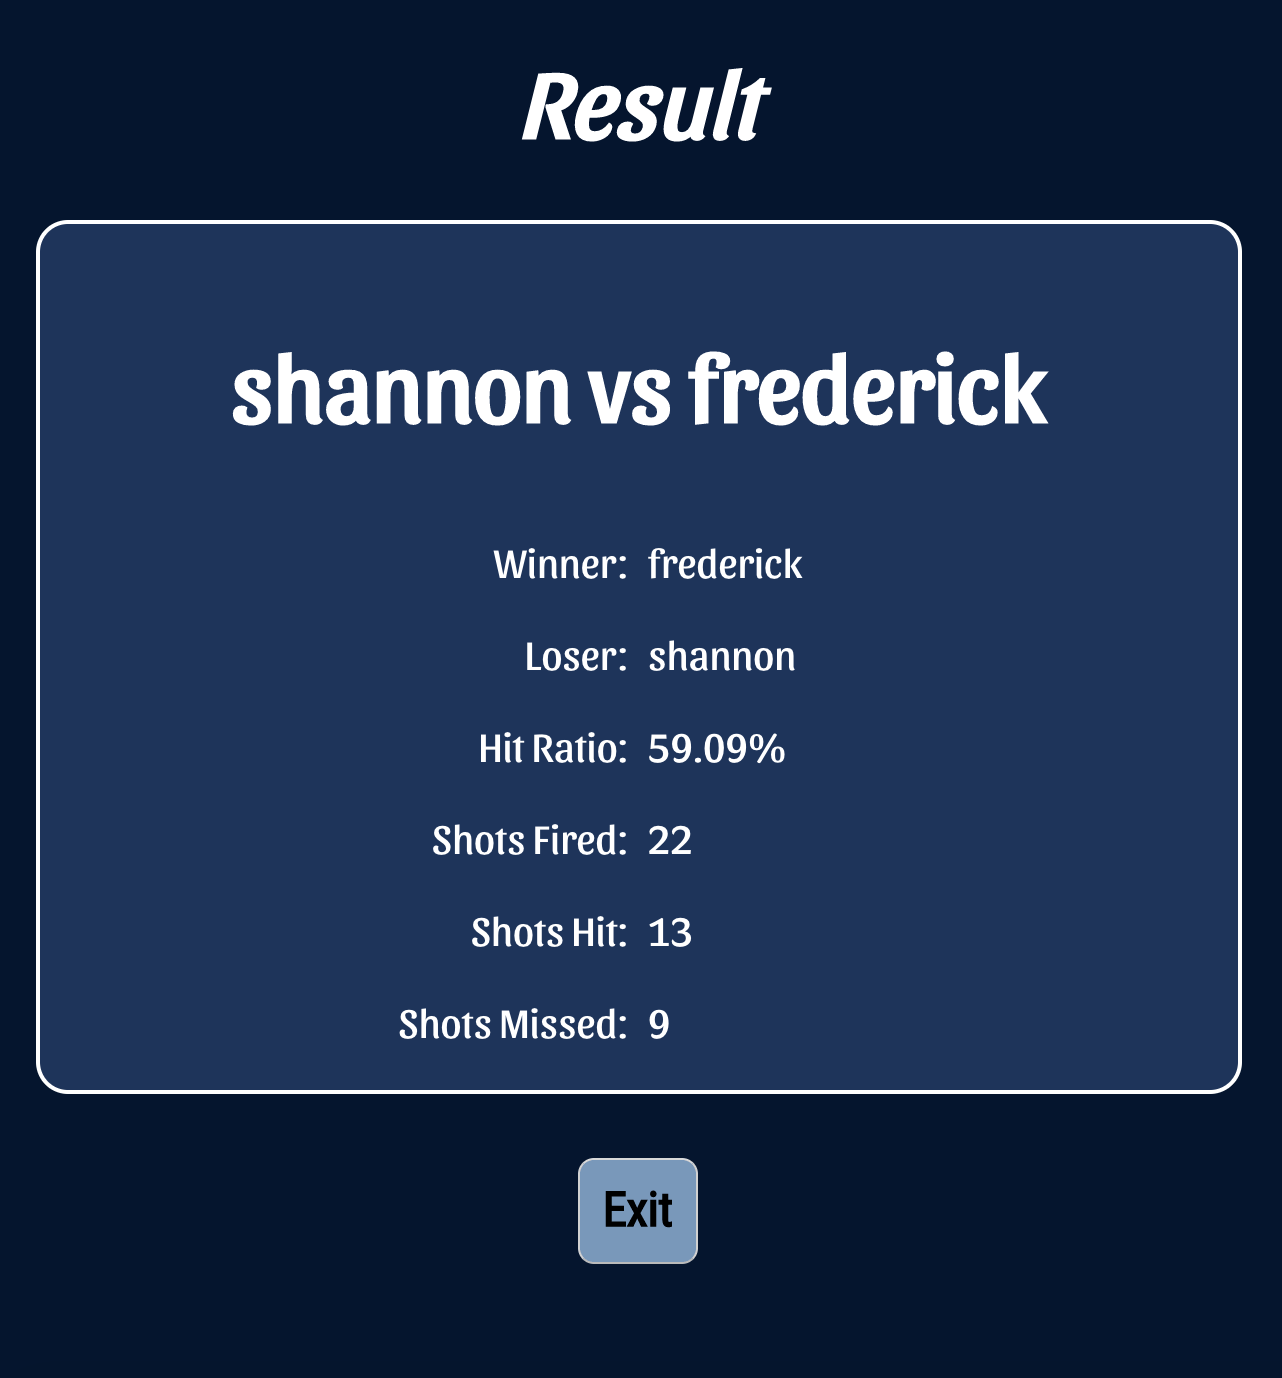 Result
shannon vs frederick
Winner: frederick
Loser: shannon
Hit Ratio: 59.09%
Shots Fired: 22
Shots Hit: 13
Shots Missed: 9
Exit